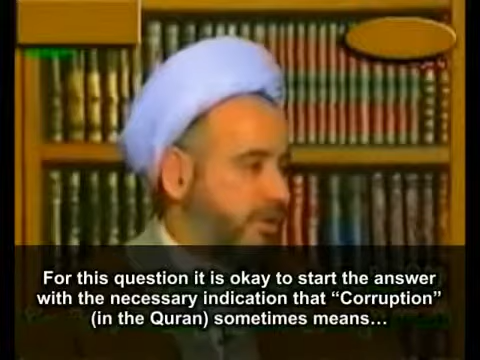 For this question it is okay to start the answer
with the necessary indication that “Corruption”
(in the Quran) sometimes means…